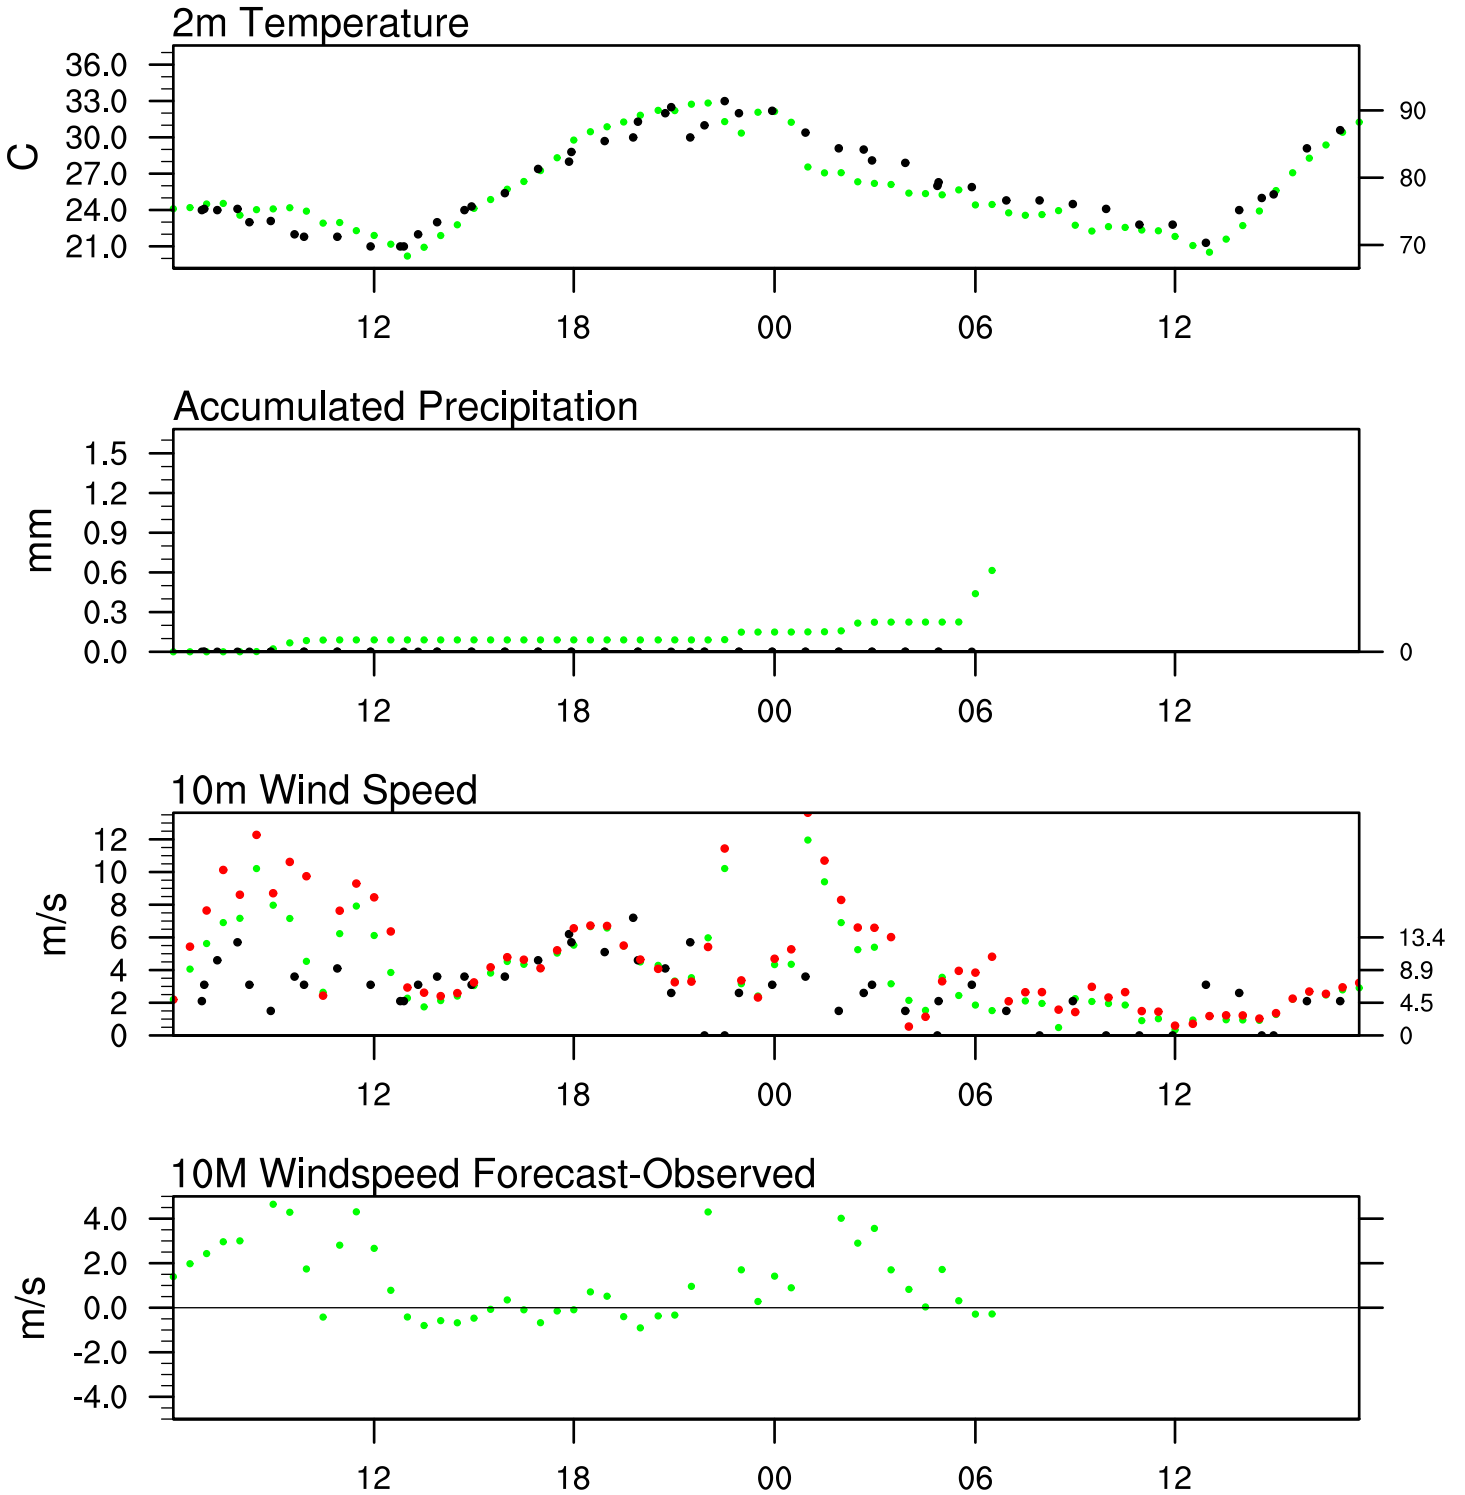 2m Temperature
C
36.0
33.0
30.0
27.0
24.0
21.0
90
80
70
12 18 00 06 12
Accumulated Precipitation
mm
1.5
1.2
0.9
0.6
0.3
0.0
0
12 18 00 06 12
10m Wind Speed
m/s
12
10
8
6
4
2
0
13.4
8.9
4.5
0
12 18 00 06 12
10M Windspeed Forecast-Observed
m/s
4.0
2.0
0.0
-2.0
-4.0
12 18 00 06 12